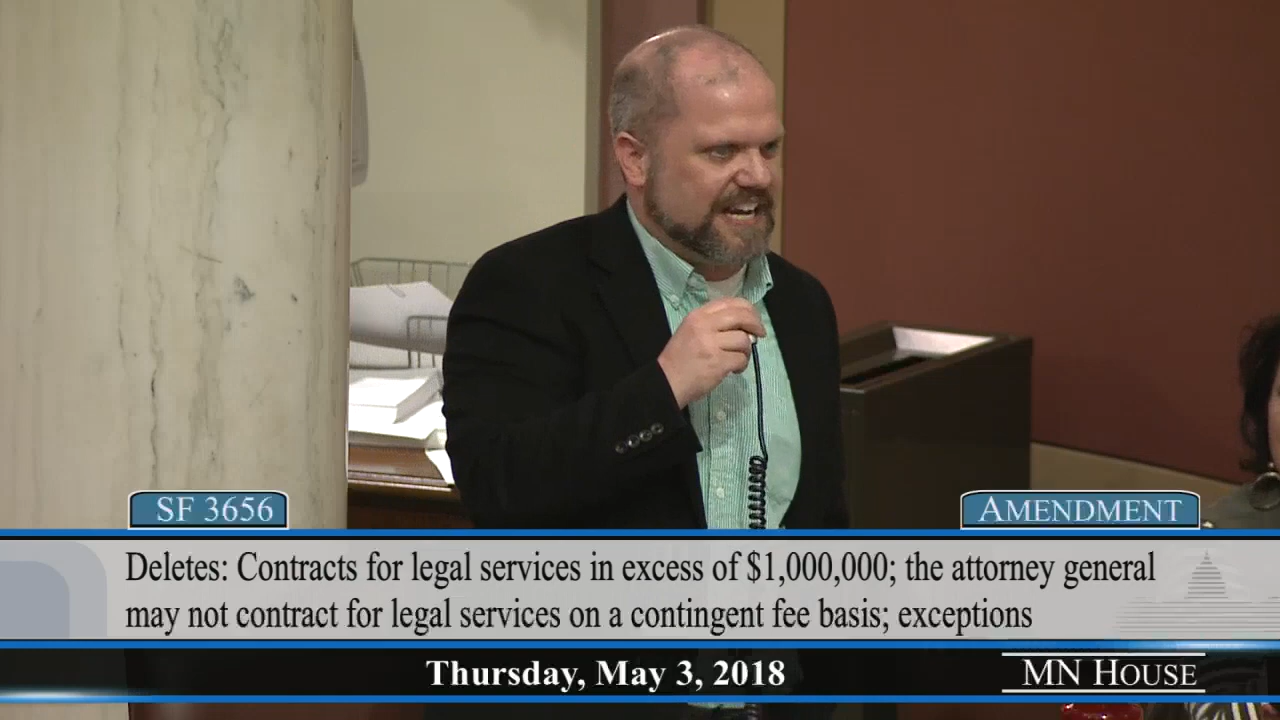 SF 3656
AMENDMENT
Deletes: Contracts for legal services in excess of $1,000,000; the attorney general
may not contract for legal services on a contingent fee basis; exceptions
Thursday, May 3, 2018
MN HOUSE